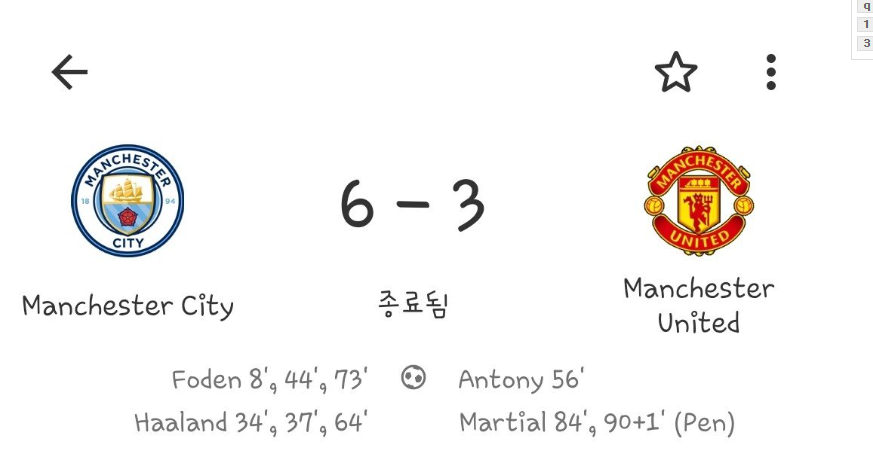 q
1
3
MANCHESTER
18 94
CITY
6 - 3
MANCHESTER
UNITED
Manchester City
종료됨
Manchester
United
Foden 8', 44', 73'
Antony 56'
Haaland 34', 37', 64'
Martial 84', 90+1' (Pen)